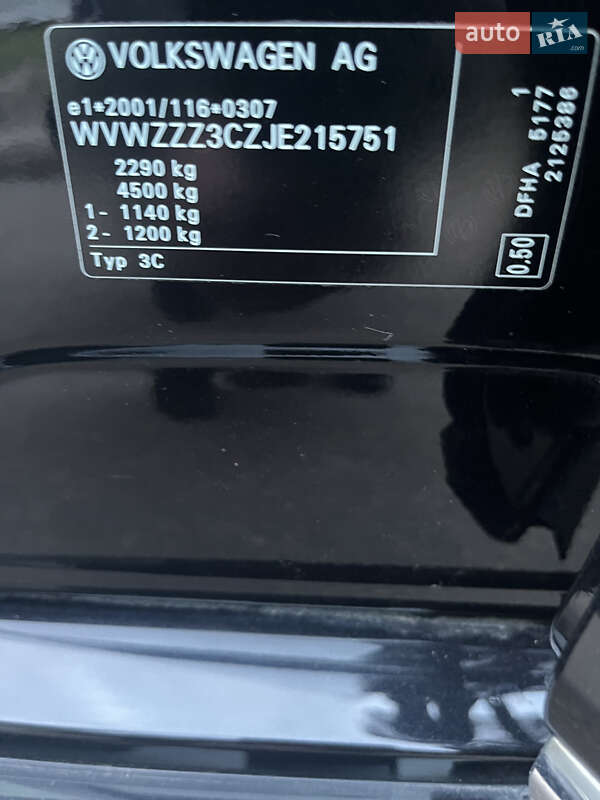 auto RIA .com
VOLKSWAGEN AG
e1*2001/116*0307
WVWZZZ3CZJE215751
2290 kg
4500 kg
1- 1140 kg
2- 1200 kg
Typ 3C
0.50
DFHA 5177 1
2125386